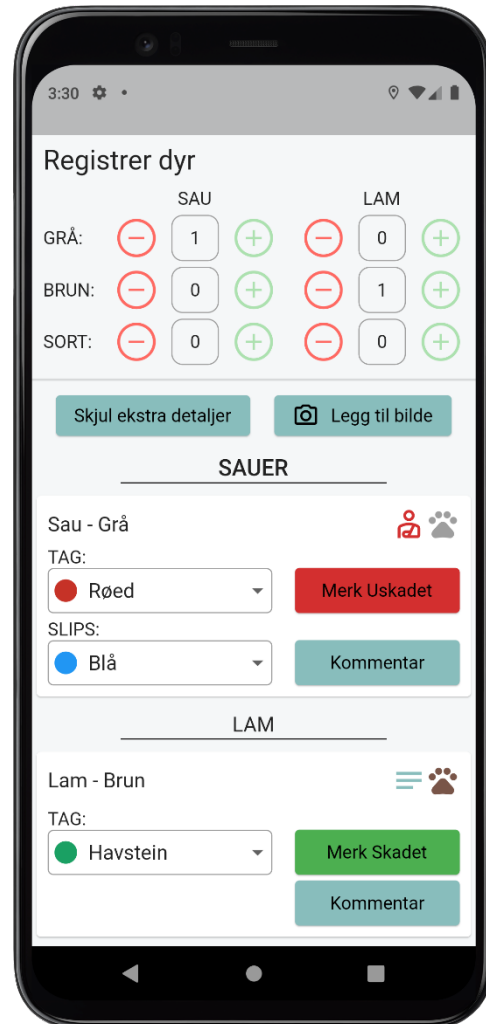 3:30
Registrer dyr
SAU LAM
GRÅ: 1 0
BRUN: 0 1
SORT: 0 0
Skjul ekstra detaljer Legg til bilde
SAUER
Sau - Grå
TAG:
Røed Merk Uskadet
SLIPS:
Blå Kommentar
LAM
Lam - Brun
TAG:
Havstein Merk Skadet
Kommentar